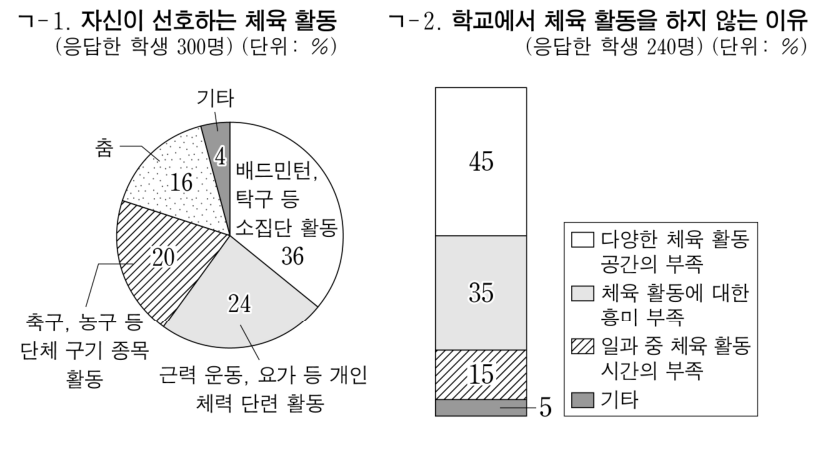 ㄱ-1. 자신이 선호하는 체육 활동
(응답한 학생 300명) (단위: %)
기타
춤
4
16
배드민턴,
탁구 등
소집단 활동
36
20
24
축구, 농구 등
단체 구기 종목
활동
근력 운동, 요가 등 개인
체력 단련 활동
ㄱ-2. 학교에서 체육 활동을 하지 않는 이유
(응답한 학생 240명) (단위: %)
45
35
15
5
다양한 체육 활동
공간의 부족
체육 활동에 대한
흥미 부족
일과 중 체육 활동
시간의 부족
기타